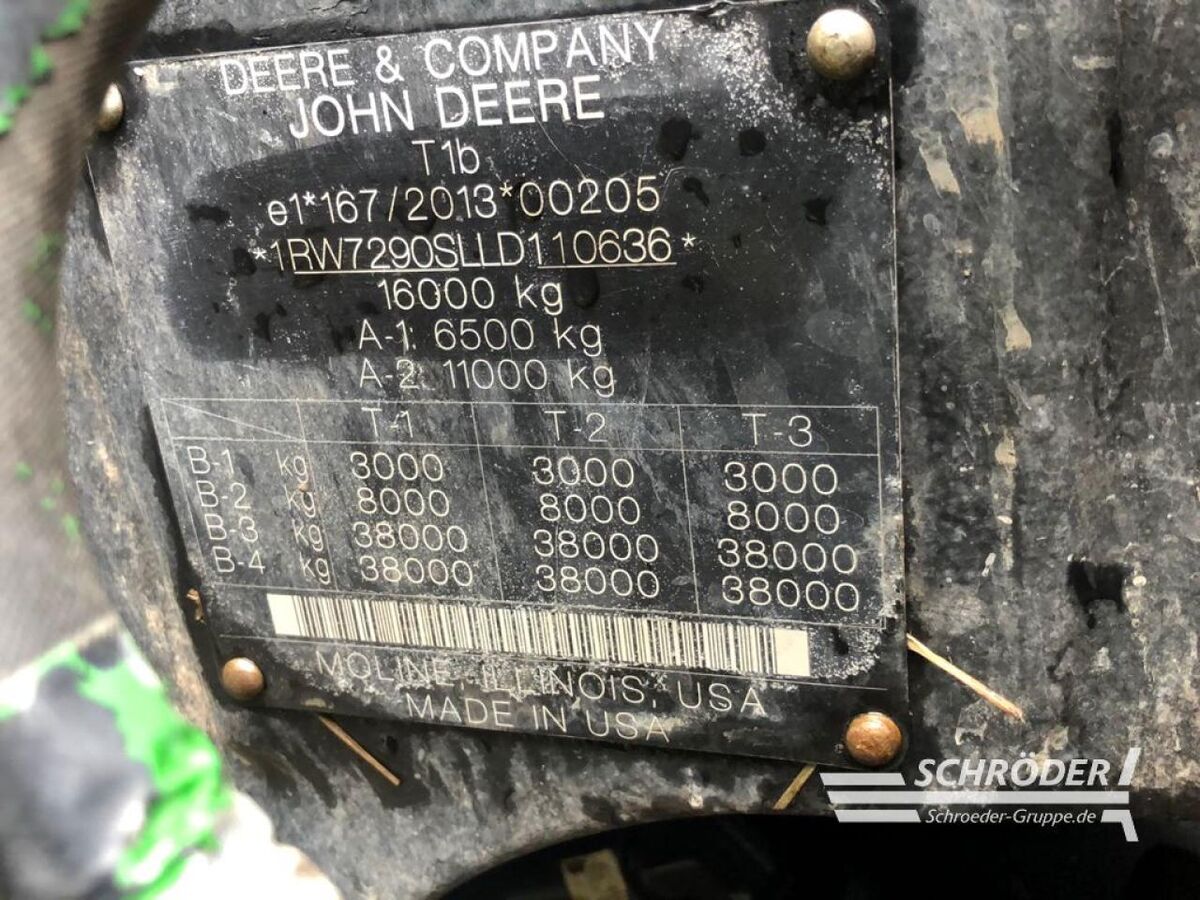 DEERE & COMPANY
JOHN DEERE
T1b
e1*167/2013*00205
*1RW7290SLLD110636*
16000 kg
A-1: 6500 kg
A-2: 11000 kg
T-1 T-2 T-3
B-1 kg 3000 3000 3000
B-2 kg 8000 8000 8000
B-3 kg 38000 38000 38000
B-4 kg 38000 38000 38000
MOLINE, ILLINOIS, USA
MADE IN USA
SCHRÖDER
Schroeder-Gruppe.de